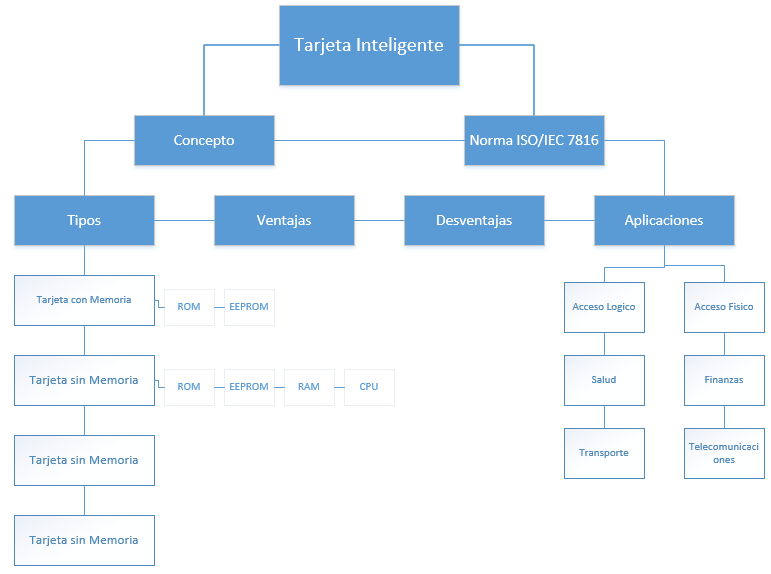 Tarjeta Inteligente
Concepto
Norma ISO/IEC 7816
Tipos
Ventajas
Desventajas
Aplicaciones
Tarjeta con Memoria
ROM
EEPROM
Acceso Logico
Acceso Fisico
Tarjeta sin Memoria
ROM
EEPROM
RAM
CPU
Salud
Finanzas
Tarjeta sin Memoria
Transporte
Telecomunicaci
ones
Tarjeta sin Memoria